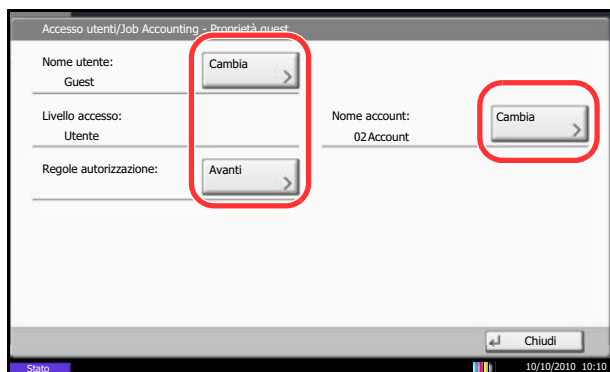 Accesso utenti/Job Accounting - Proprietà guest
Nome utente:
Guest
Cambia
Livello accesso:
Utente
Nome account:
02Account
Cambia
Regole autorizzazione:
Avanti
Chiudi
Stato
10/10/2010 10:10